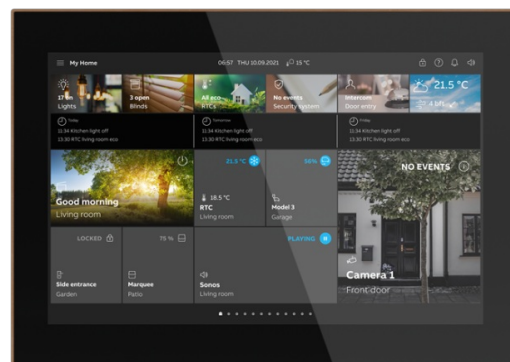 My Home
06:57 THU 10.09.2021 15 °C
17 on
Lights
3 open
Blinds
All eco
RTCs
No events
Security system
Intercom
Door entry
21.5 °C
Today
11:34 Kitchen light off
13:30 RTC living room eco
Tomorrow
11:34 Kitchen light off
13:30 RTC living room eco
Friday
11:34 Kitchen light off
13:30 RTC living room eco
Good morning
Living room
21.5 °C
18.5 °C
RTC
Living room
Model 3
Garage
NO EVENTS
Camera 1
Front door
LOCKED
Side entrance
Garden
75 %
Marquee
Patio
PLAYING
Sonos
Living room